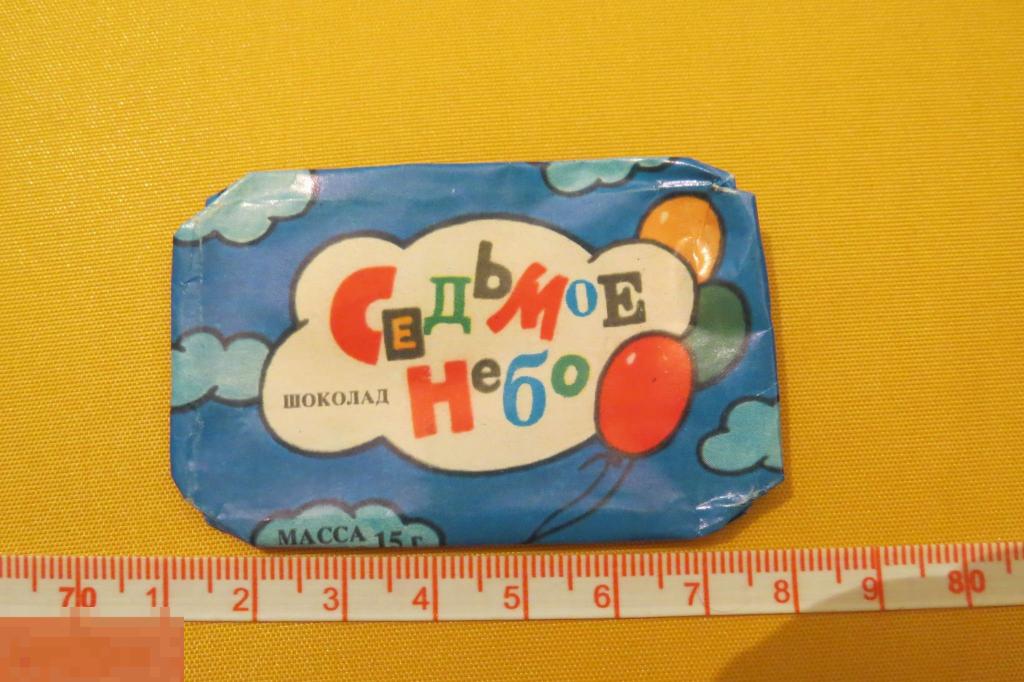 Седьмое
Небо
ШОКОЛАД
МАССА 15 г
70 1 2 3 4 5 6 7 8 9 80